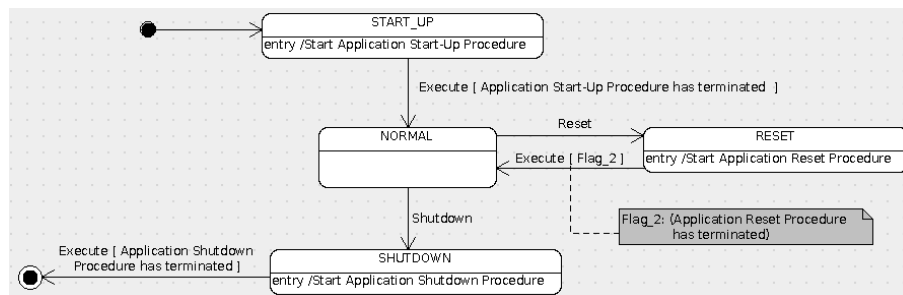 START_UP
entry /Start Application Start-Up Procedure
Execute [ Application Start-Up Procedure has terminated ]
NORMAL
Reset
RESET
entry /Start Application Reset Procedure
Execute [ Flag_2 ]
Flag_2: (Application Reset Procedure
has terminated)
Shutdown
Execute [ Application Shutdown
Procedure has terminated ]
SHUTDOWN
entry /Start Application Shutdown Procedure